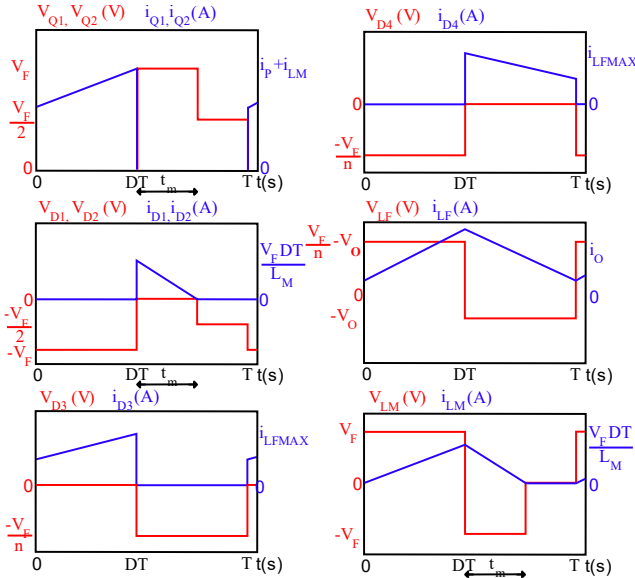 V_Q1, V_Q2 (V) i_Q1, i_Q2 (A)
V_F
V_F/2
0
i_P + i_LM
0
0 DT T t(s)
t_m
V_D4 (V) i_D4 (A)
0
-V_F/n
i_LFMAX
0
0 DT T t(s)
V_D1, V_D2 (V) i_D1, i_D2 (A)
0
-V_F/2
-V_F
V_F DT/L_M
0
0 DT T t(s)
t_m
V_LF (V) i_LF (A)
V_F/n -V_O
0
-V_O
i_O
0
0 DT T t(s)
V_D3 (V) i_D3 (A)
0
-V_F/n
i_LFMAX
0
0 DT T t(s)
V_LM (V) i_LM (A)
V_F
0
-V_F
V_F DT/L_M
0
0 DT T t(s)
t_m